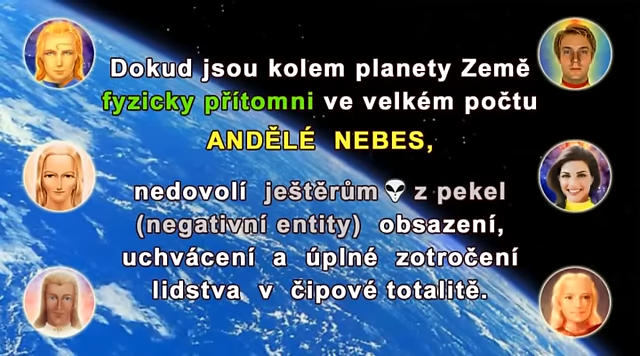 Dokud jsou kolem planety Země
fyzicky přítomni ve velkém počtu
ANDĚLÉ NEBES,
nedovolí ještěrům z pekel
(negativní entity) obsazení,
uchvácení a úplné zotročení
lidstva v čipové totalitě.